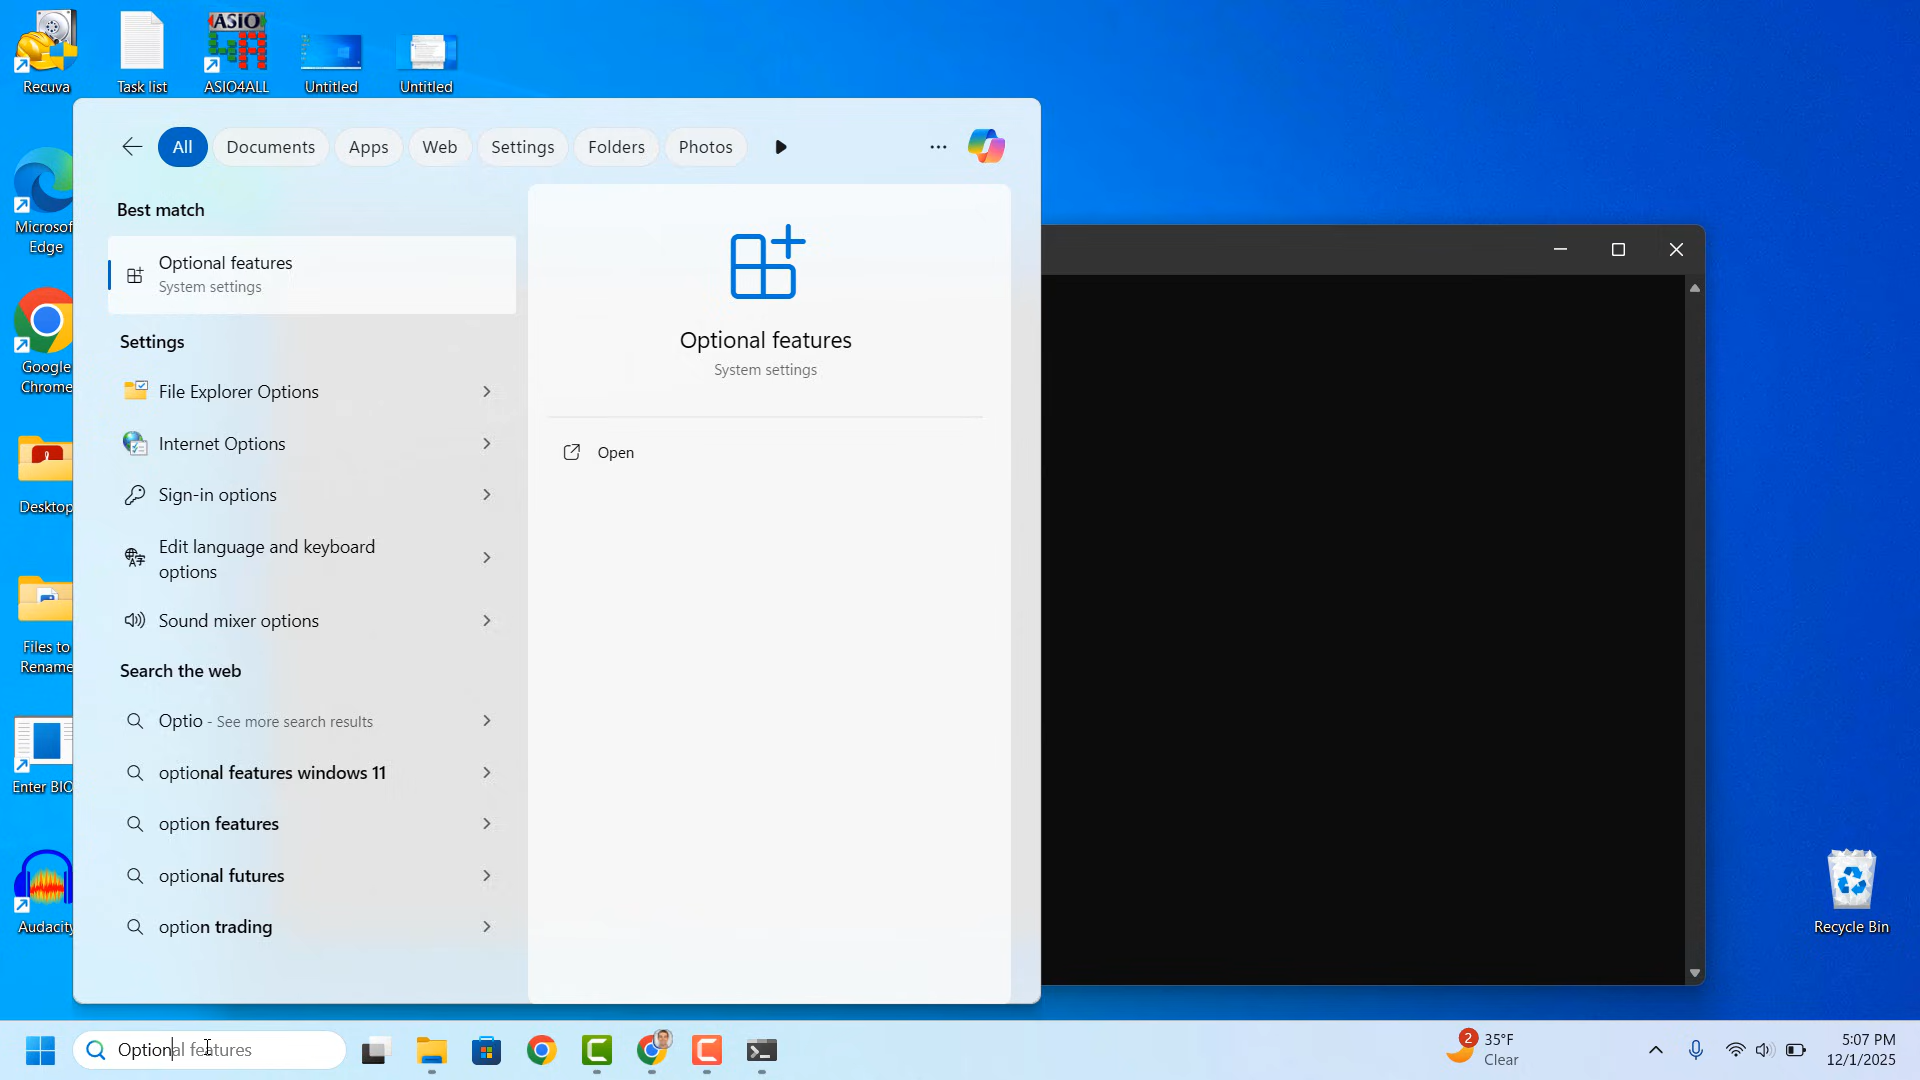 Recuva
Task list
ASIO
ASIO4ALL
Untitled
Untitled
All
Documents
Apps
Web
Settings
Folders
Photos
Best match
Optional features
System settings
Settings
File Explorer Options
Internet Options
Sign-in options
Edit language and keyboard
options
Sound mixer options
Search the web
Optio - See more search results
optional features windows 11
option features
optional futures
option trading
Optional features
System settings
Open
Microsof
Edge
Google
Chrome
Desktop
Files to
Rename
Enter BIO
Audacity
Recycle Bin
Optional features
2
35°F
Clear
5:07 PM
12/1/2025